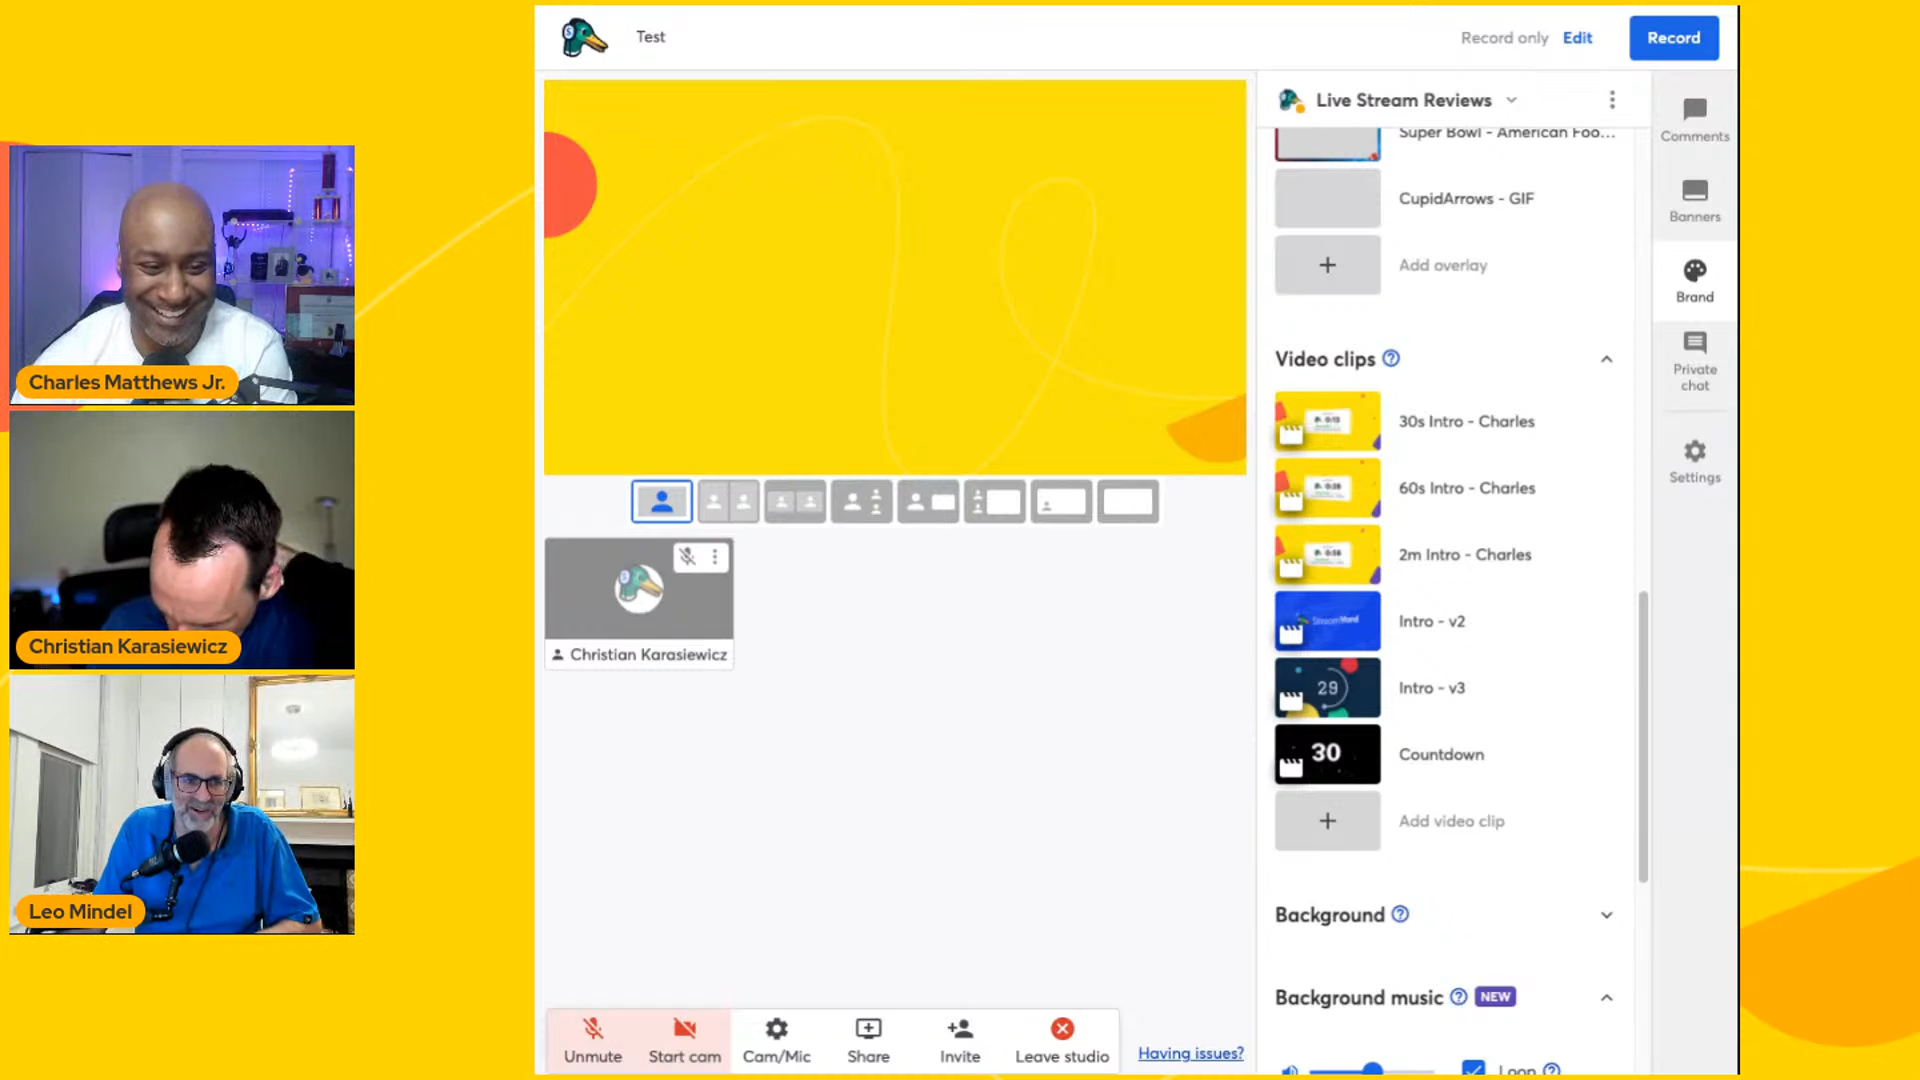 Test
Record only Edit Record
Charles Matthews Jr.
Christian Karasiewicz
Leo Mindel
Christian Karasiewicz
Unmute
Start cam
Cam/Mic
Share
Invite
Leave studio
Having issues?
Live Stream Reviews
Super Bowl - American Foo...
CupidArrows - GIF
+ Add overlay
Video clips
30s Intro - Charles
60s Intro - Charles
2m Intro - Charles
StreamYard
Intro - v2
29
Intro - v3
30
Countdown
+ Add video clip
Background
Background music NEW
Loop
Comments
Banners
Brand
Private
chat
Settings